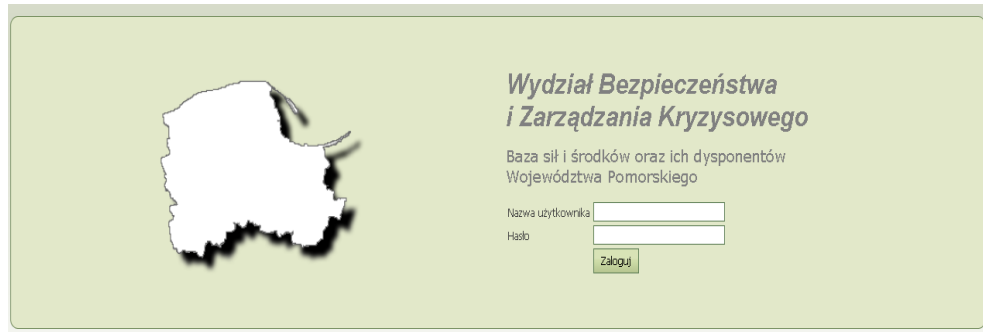 Wydział Bezpieczeństwa
i Zarządzania Kryzysowego
Baza sił i środków oraz ich dysponentów
Województwa Pomorskiego
Nazwa użytkownika
Hasło
Zaloguj